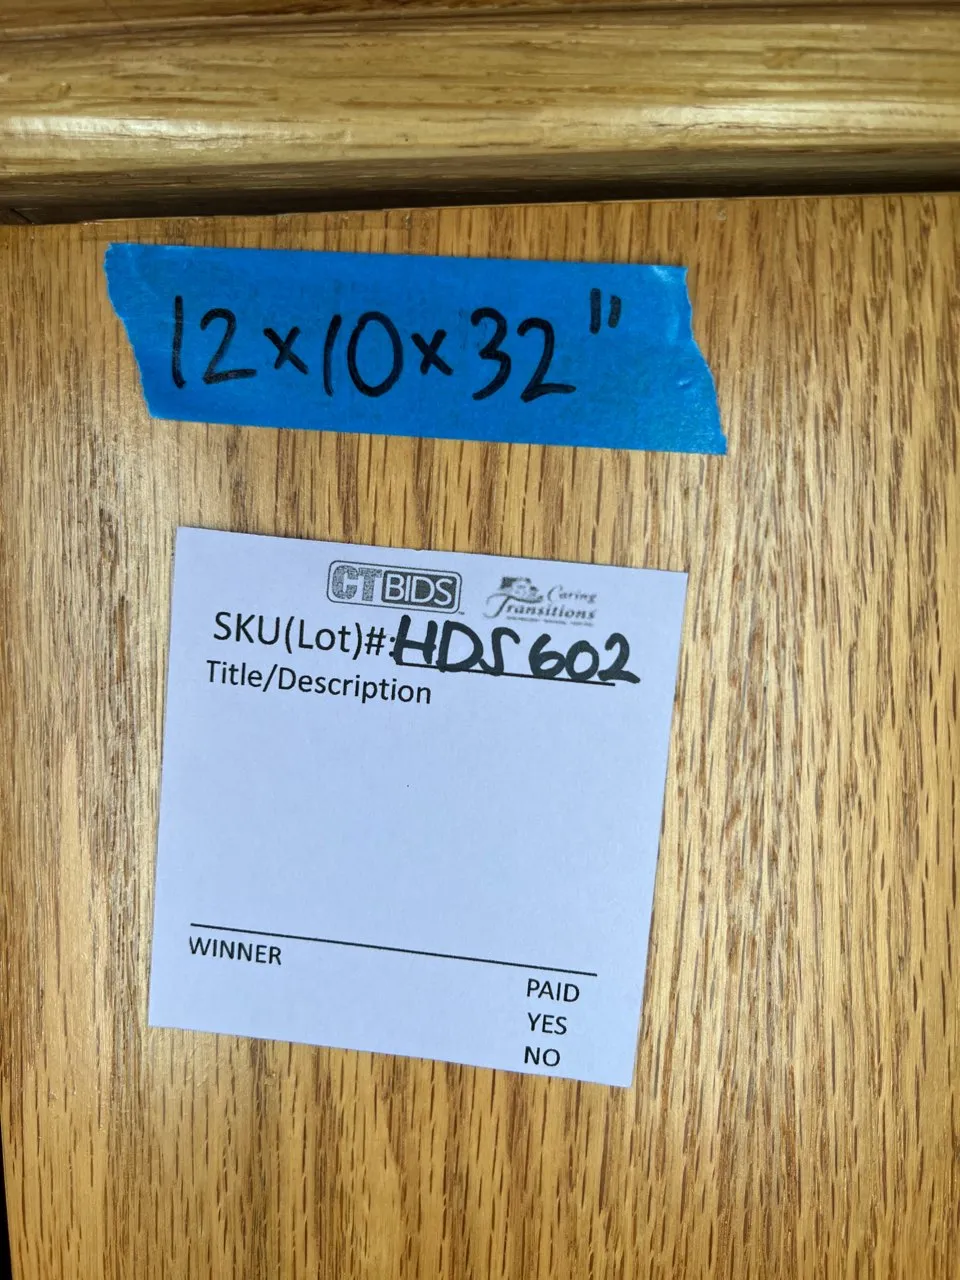 12x10x32"
CTBIDS
Caring
Transitions
SKU(Lot)#:HDS602
Title/Description
WINNER
PAID
YES
NO